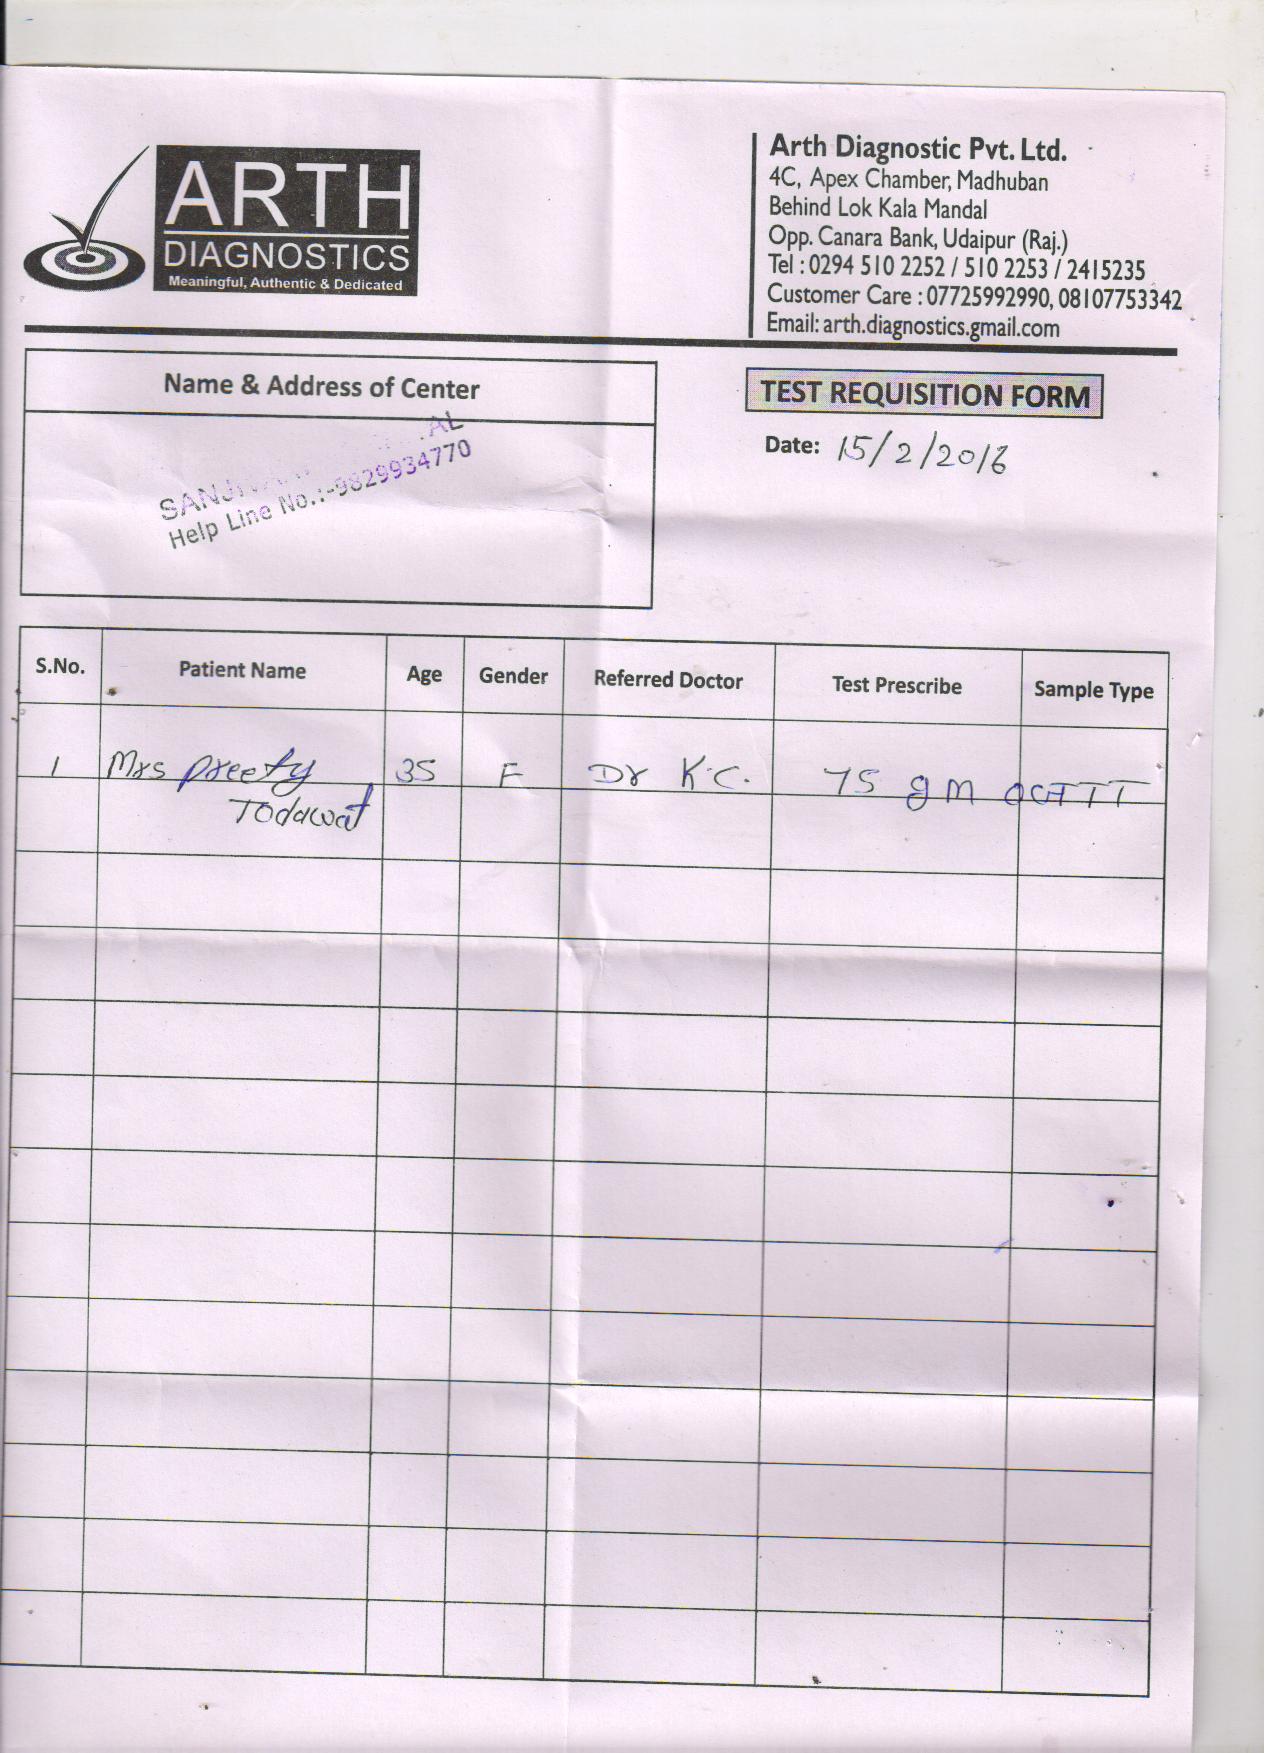 ARTH
DIAGNOSTICS
Meaningful, Authentic & Dedicated
Arth Diagnostic Pvt. Ltd.
4C, Apex Chamber, Madhuban
Behind Lok Kala Mandal
Opp. Canara Bank, Udaipur (Raj.)
Tel : 0294 510 2252 / 510 2253 / 2415235
Customer Care : 07725992990, 08107753342
Email: arth.diagnostics.gmail.com
Name & Address of Center
Help Line No.:-9829934770
TEST REQUISITION FORM
Date: 15/2/2016
S.No. Patient Name Age Gender Referred Doctor Test Prescribe Sample Type
1 Mrs Preety 35 F Dr K.C. 75 gm OGTTT
Todawat